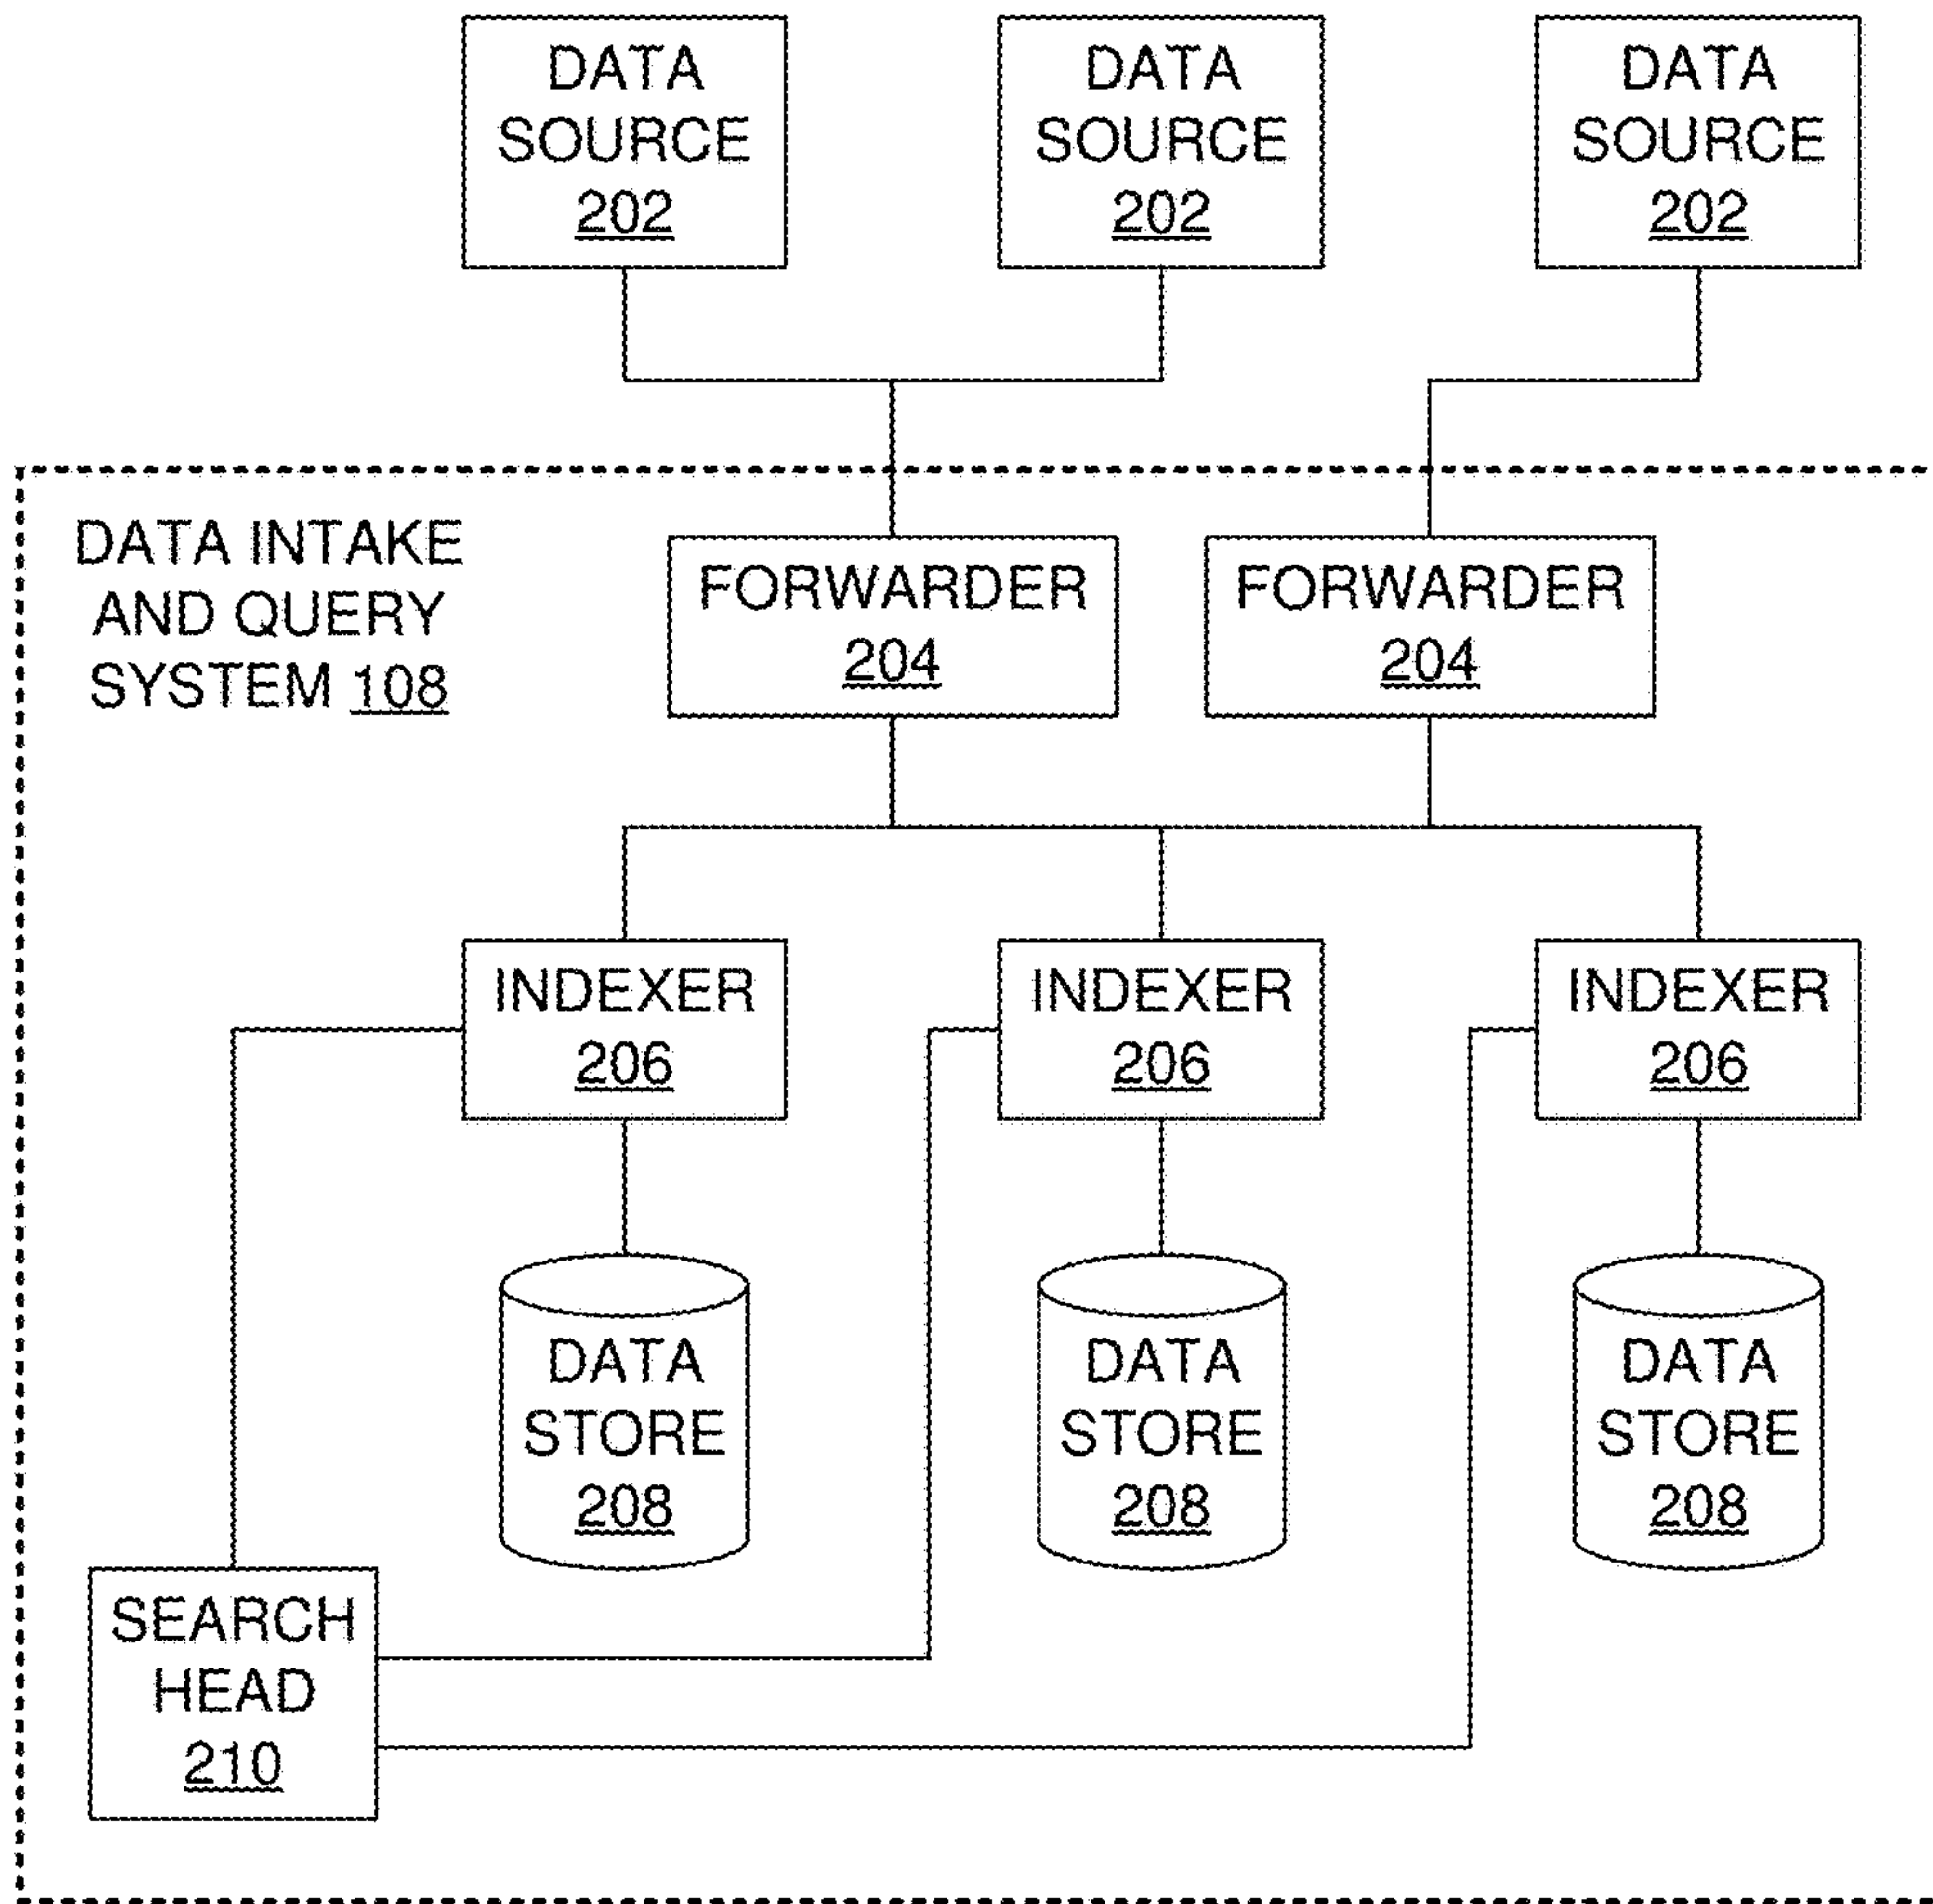 DATA
SOURCE
202
DATA
SOURCE
202
DATA
SOURCE
202
DATA INTAKE
AND QUERY
SYSTEM 108
FORWARDER
204
FORWARDER
204
INDEXER
206
INDEXER
206
INDEXER
206
DATA
STORE
208
DATA
STORE
208
DATA
STORE
208
SEARCH
HEAD
210